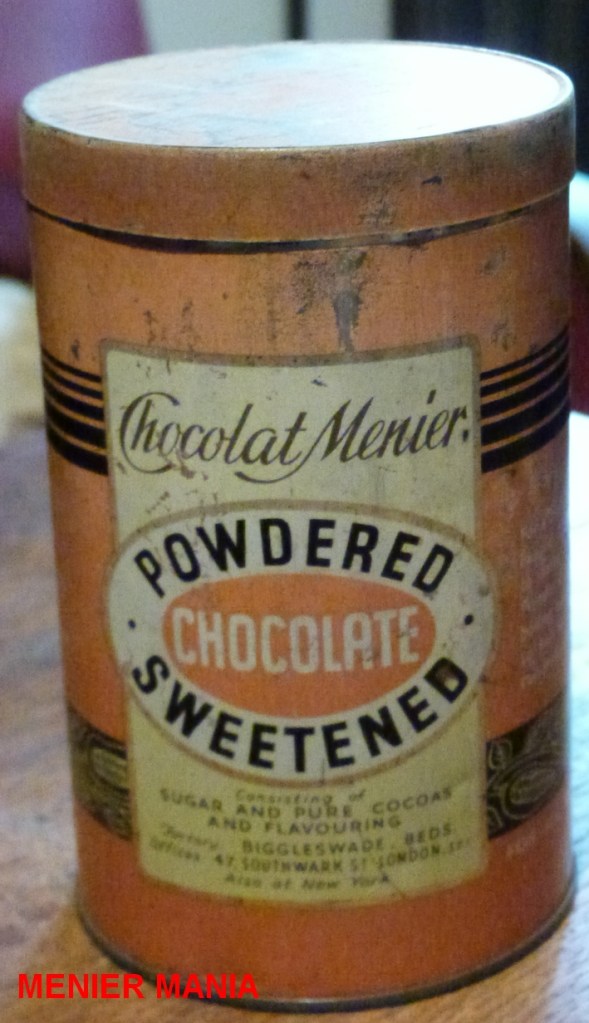 Chocolat Menier.
POWDERED
CHOCOLATE
SWEETENED
Consisting of
SUGAR AND PURE COCOAS
AND FLAVOURING
Factory, BIGGLESWADE, BEDS.
Offices 47, SOUTHWARK ST LONDON. S.E.1
Also at New York
MENIER MANIA